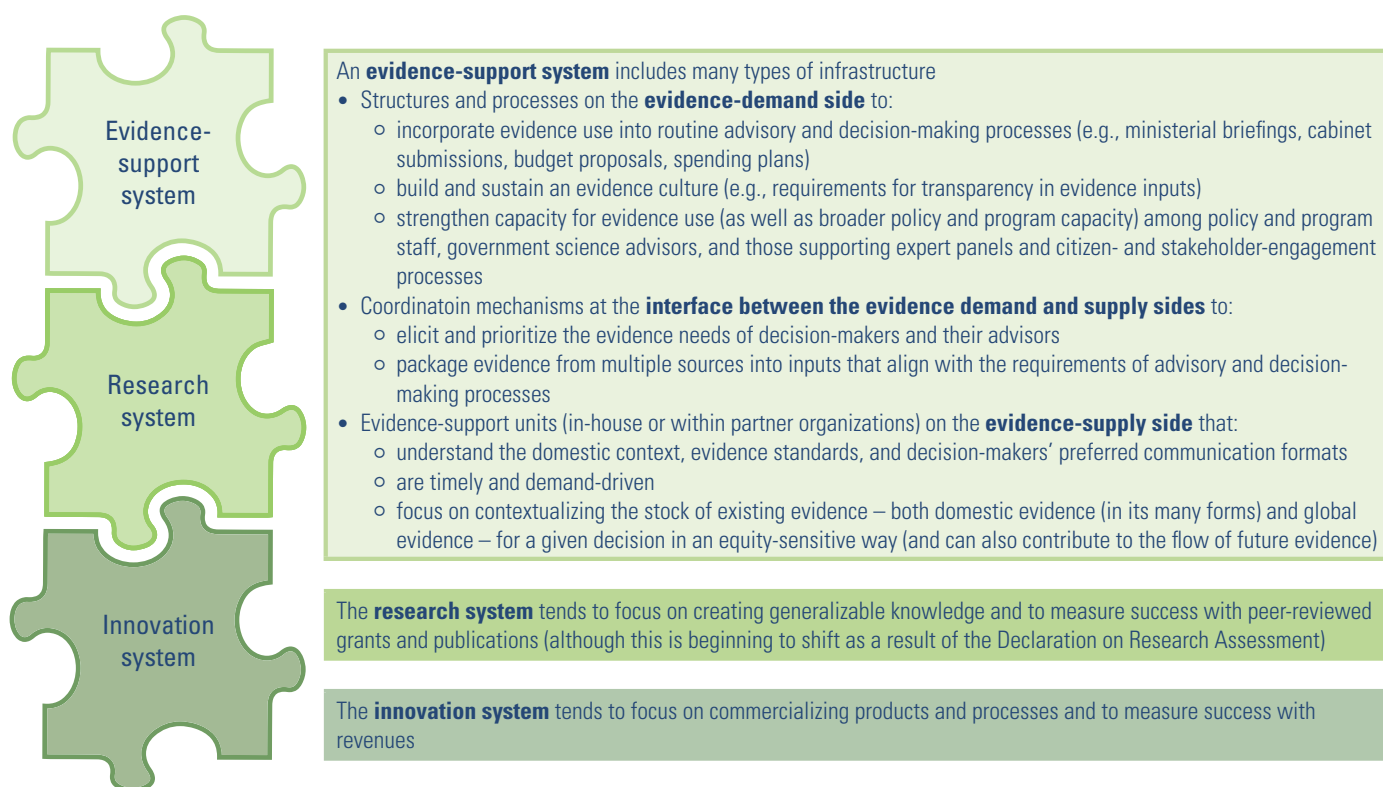 Evidence-
support
system
An evidence-support system includes many types of infrastructure
• Structures and processes on the evidence-demand side to:
○ incorporate evidence use into routine advisory and decision-making processes (e.g., ministerial briefings, cabinet
submissions, budget proposals, spending plans)
○ build and sustain an evidence culture (e.g., requirements for transparency in evidence inputs)
○ strengthen capacity for evidence use (as well as broader policy and program capacity) among policy and program
staff, government science advisors, and those supporting expert panels and citizen- and stakeholder-engagement
processes
• Coordinatoin mechanisms at the interface between the evidence demand and supply sides to:
○ elicit and prioritize the evidence needs of decision-makers and their advisors
○ package evidence from multiple sources into inputs that align with the requirements of advisory and decision-
making processes
• Evidence-support units (in-house or within partner organizations) on the evidence-supply side that:
○ understand the domestic context, evidence standards, and decision-makers' preferred communication formats
○ are timely and demand-driven
○ focus on contextualizing the stock of existing evidence – both domestic evidence (in its many forms) and global
evidence – for a given decision in an equity-sensitive way (and can also contribute to the flow of future evidence)
Research
system
The research system tends to focus on creating generalizable knowledge and to measure success with peer-reviewed
grants and publications (although this is beginning to shift as a result of the Declaration on Research Assessment)
Innovation
system
The innovation system tends to focus on commercializing products and processes and to measure success with
revenues